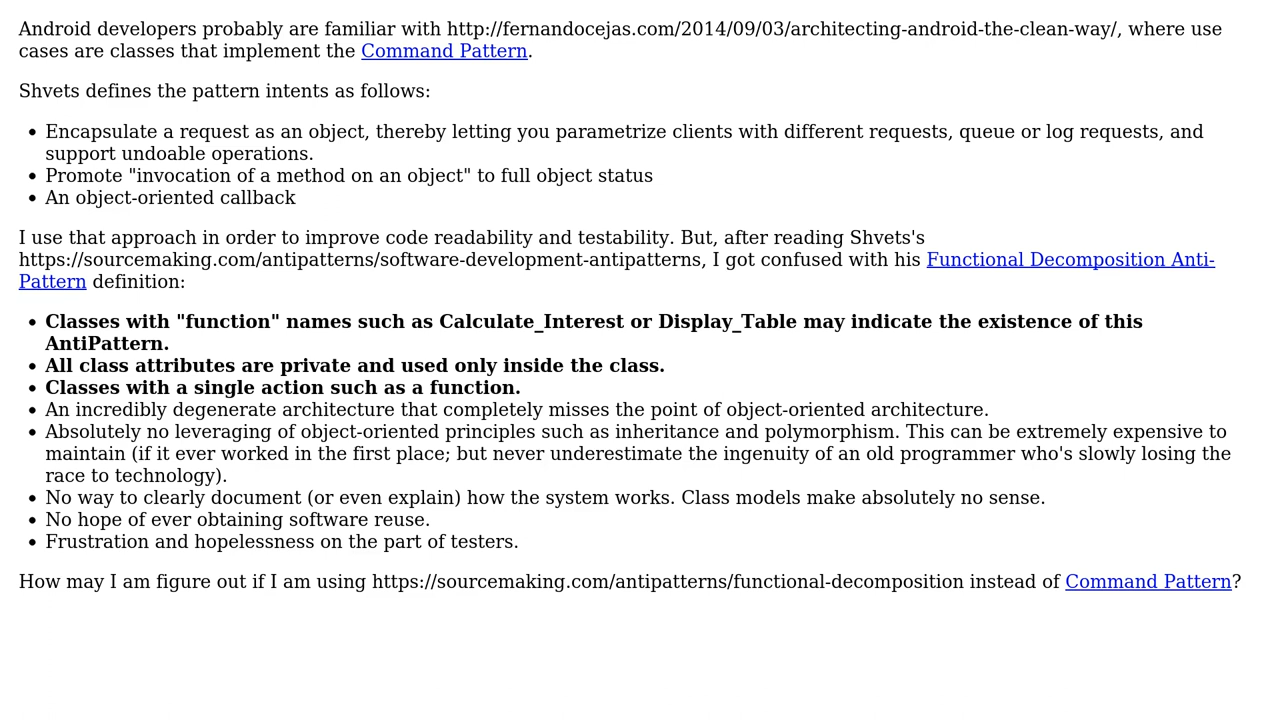 Android developers probably are familiar with http://fernandocejas.com/2014/09/03/architecting-android-the-clean-way/, where use
cases are classes that implement the Command Pattern.
Shvets defines the pattern intents as follows:
• Encapsulate a request as an object, thereby letting you parametrize clients with different requests, queue or log requests, and
support undoable operations.
• Promote "invocation of a method on an object" to full object status
• An object-oriented callback
I use that approach in order to improve code readability and testability. But, after reading Shvets's
https://sourcemaking.com/antipatterns/software-development-antipatterns, I got confused with his Functional Decomposition Anti-
Pattern definition:
• Classes with "function" names such as Calculate_Interest or Display_Table may indicate the existence of this
AntiPattern.
• All class attributes are private and used only inside the class.
• Classes with a single action such as a function.
• An incredibly degenerate architecture that completely misses the point of object-oriented architecture.
• Absolutely no leveraging of object-oriented principles such as inheritance and polymorphism. This can be extremely expensive to
maintain (if it ever worked in the first place; but never underestimate the ingenuity of an old programmer who's slowly losing the
race to technology).
• No way to clearly document (or even explain) how the system works. Class models make absolutely no sense.
• No hope of ever obtaining software reuse.
• Frustration and hopelessness on the part of testers.
How may I am figure out if I am using https://sourcemaking.com/antipatterns/functional-decomposition instead of Command Pattern?